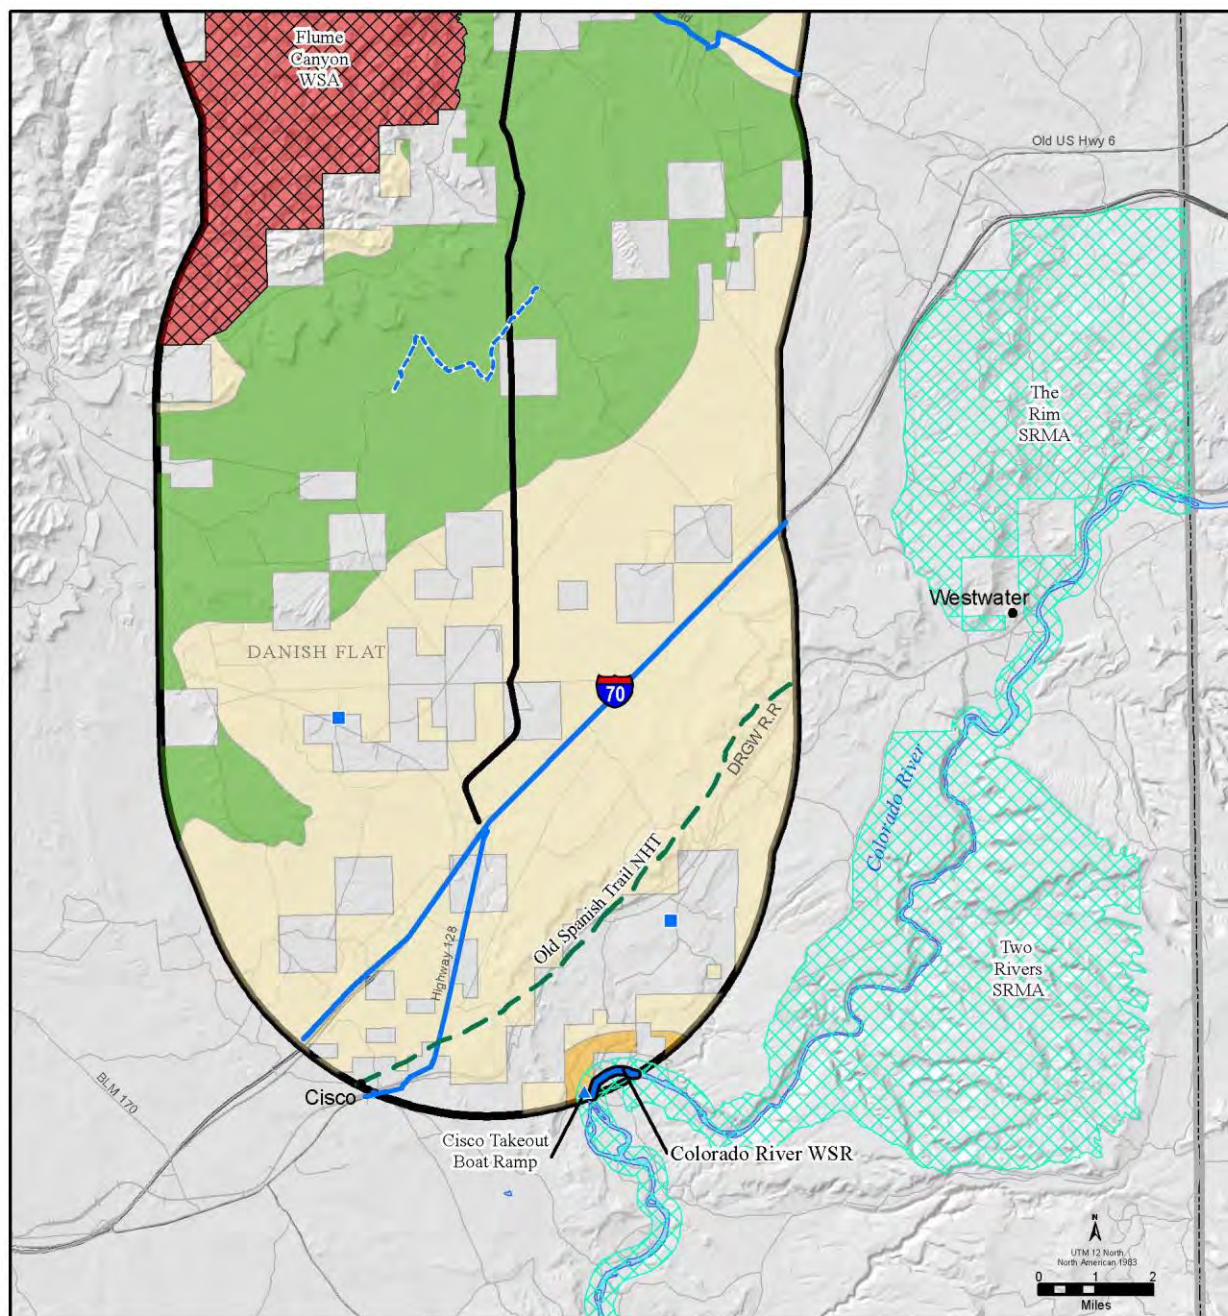 Flume
Canyon
WSA
Old US Hwy 6
The
Rim
SRMA
Westwater
DANISH FLAT
70
DRGW R.R
Colorado River
Old Spanish Trail NHT
Highway 128
Two
Rivers
SRMA
BLM 170
Cisco
Cisco Takeout
Boat Ramp
Colorado River WSR
N
UTM 12 North,
North American 1983
0 1 2
Miles